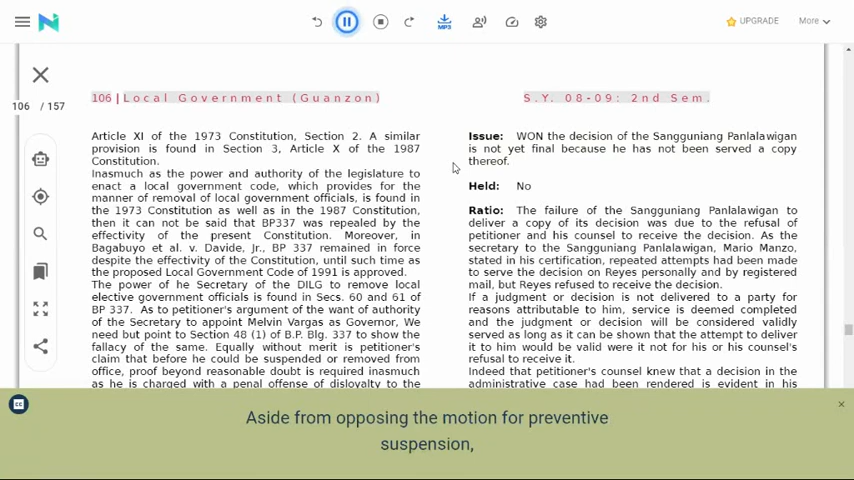 MP3
UPGRADE
More
106 / 157
106 | Local Government (Guanzon)
S.Y. 08-09: 2nd Sem.
Article XI of the 1973 Constitution, Section 2. A similar
provision is found in Section 3, Article X of the 1987
Constitution.
Inasmuch as the power and authority of the legislature to
enact a local government code, which provides for the
manner of removal of local government officials, is found in
the 1973 Constitution as well as in the 1987 Constitution,
then it can not be said that BP337 was repealed by the
effectivity of the present Constitution. Moreover, in
Bagabuyo et al. v. Davide, Jr., BP 337 remained in force
despite the effectivity of the Constitution, until such time as
the proposed Local Government Code of 1991 is approved.
The power of he Secretary of the DILG to remove local
elective government officials is found in Secs. 60 and 61 of
BP 337. As to petitioner's argument of the want of authority
of the Secretary to appoint Melvin Vargas as Governor, We
need but point to Section 48 (1) of B.P. Blg. 337 to show the
fallacy of the same. Equally without merit is petitioner's
claim that before he could be suspended or removed from
office, proof beyond reasonable doubt is required inasmuch
as he is charged with a penal offense of disloyalty to the
Issue: WON the decision of the Sangguniang Panlalawigan
is not yet final because he has not been served a copy
thereof.
Held: No
Ratio: The failure of the Sangguniang Panlalawigan to
deliver a copy of its decision was due to the refusal of
petitioner and his counsel to receive the decision. As the
secretary to the Sangguniang Panlalawigan, Mario Manzo,
stated in his certification, repeated attempts had been made
to serve the decision on Reyes personally and by registered
mail, but Reyes refused to receive the decision.
If a judgment or decision is not delivered to a party for
reasons attributable to him, service is deemed completed
and the judgment or decision will be considered validly
served as long as it can be shown that the attempt to deliver
it to him would be valid were it not for his or his counsel's
refusal to receive it.
Indeed that petitioner's counsel knew that a decision in the
administrative case had been rendered is evident in his
Aside from opposing the motion for preventive
suspension,